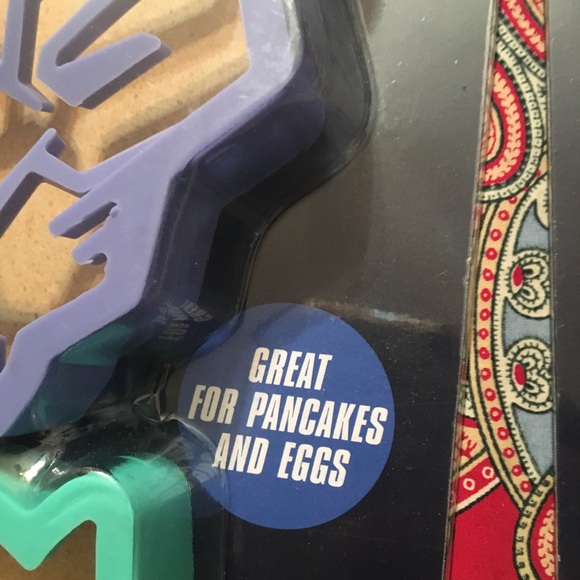 GREAT
FOR PANCAKES
AND EGGS